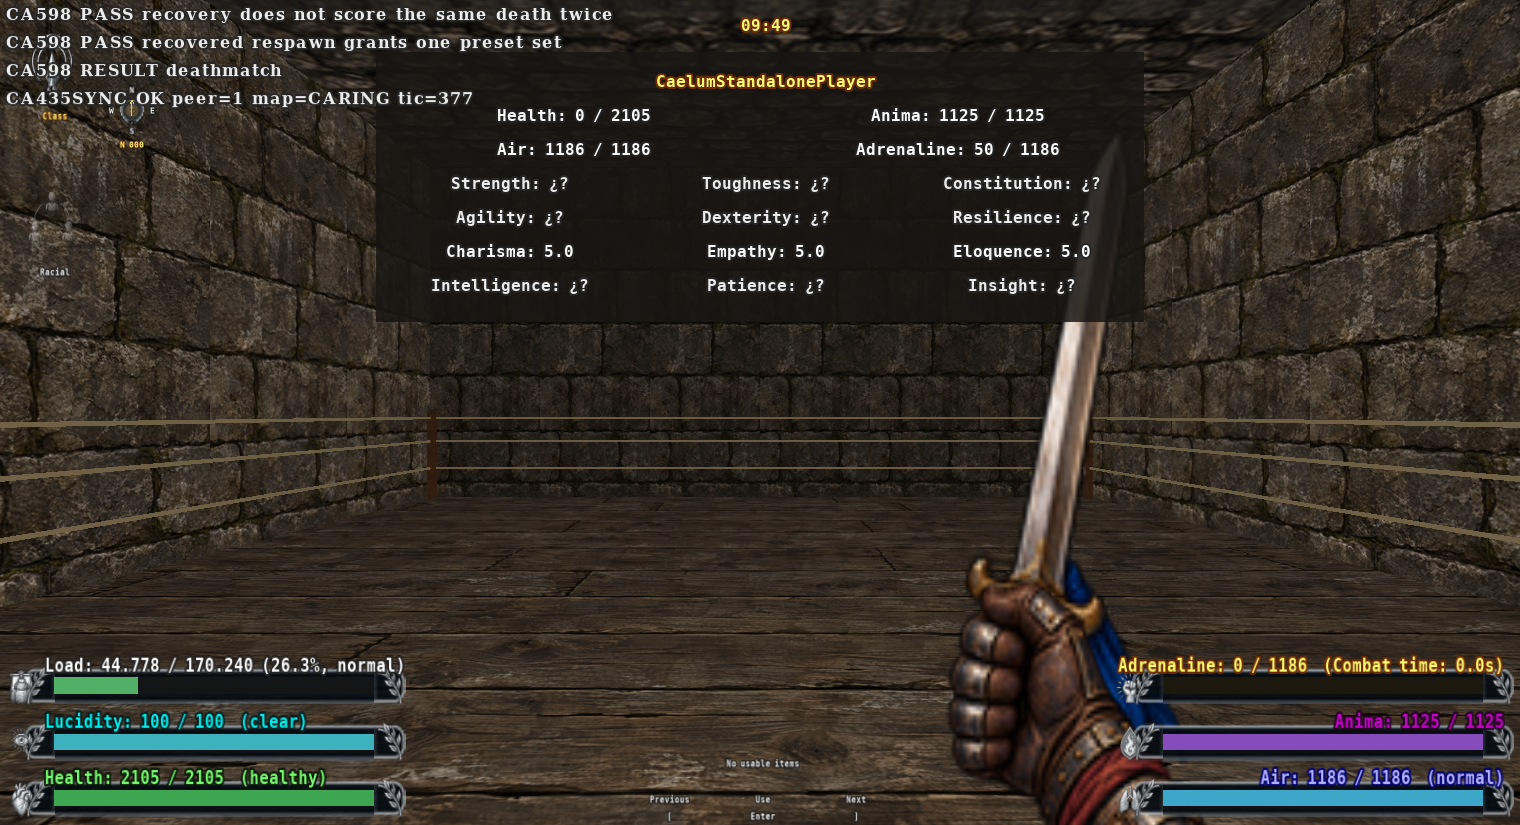 CA598 PASS recovery does not score the same death twice
09:49
CA598 PASS recovered respawn grants one preset set
CA598 RESULT deathmatch
CaelumStandalonePlayer
CA435SYNC OK peer=1 map=CARING tic=377
N
W E
S
Class
N 000
Health: 0 / 2105 Anima: 1125 / 1125
Air: 1186 / 1186 Adrenaline: 50 / 1186
Strength: ¿? Toughness: ¿? Constitution: ¿?
Agility: ¿? Dexterity: ¿? Resilience: ¿?
Charisma: 5.0 Empathy: 5.0 Eloquence: 5.0
Racial
Intelligence: ¿? Patience: ¿? Insight: ¿?
Load: 44.778 / 170.240 (26.3%, normal)
Adrenaline: 0 / 1186 (Combat time: 0.0s)
Lucidity: 100 / 100 (clear)
Anima: 1125 / 1125
Health: 2105 / 2105 (healthy)
No usable items
Air: 1186 / 1186 (normal)
Previous Use Next
[ Enter ]